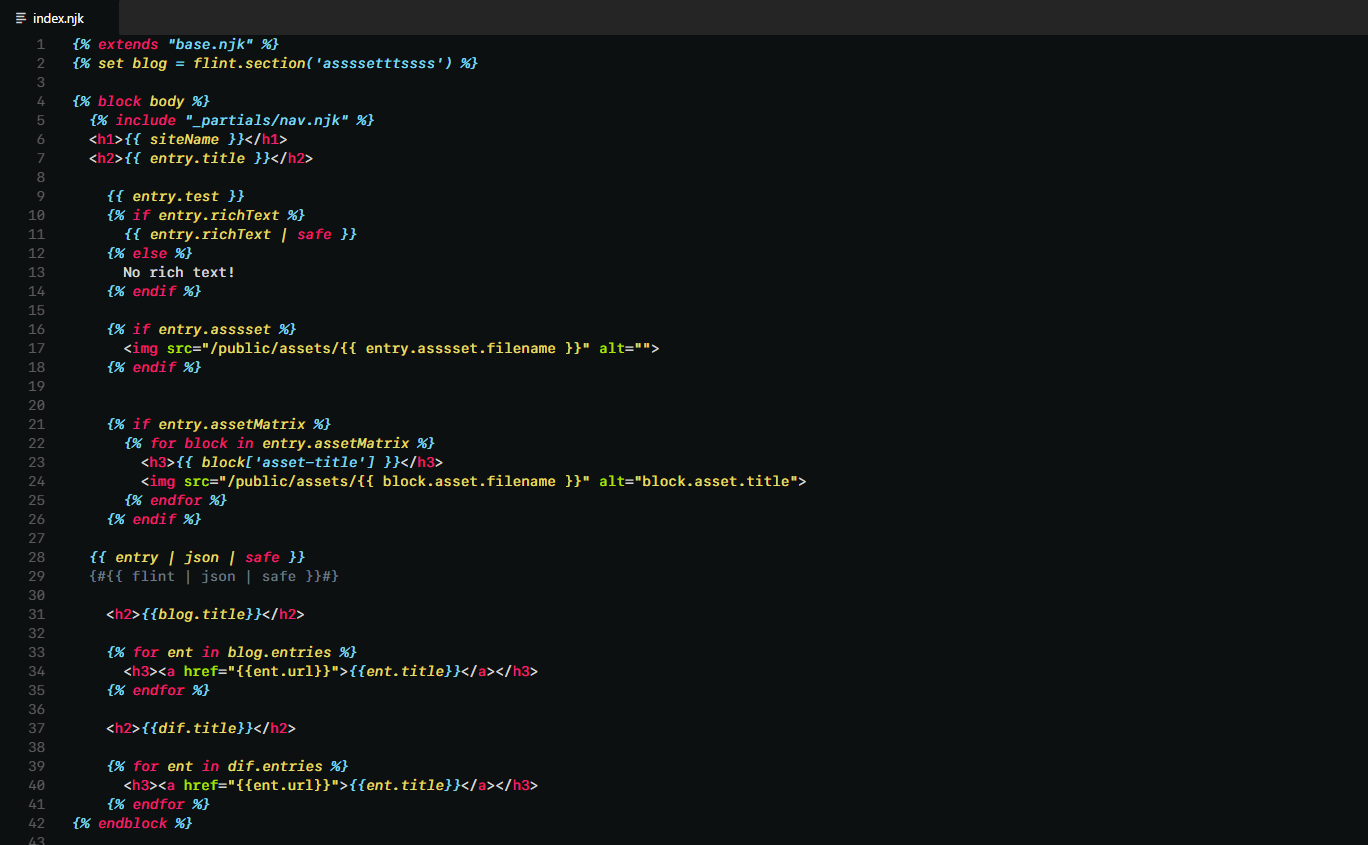 index.njk
1 {% extends "base.njk" %}
2 {% set blog = flint.section('assssetttssss') %}
3
4 {% block body %}
5 {% include "_partials/nav.njk" %}
6 <h1>{{ siteName }}</h1>
7 <h2>{{ entry.title }}</h2>
8
9 {{ entry.test }}
10 {% if entry.richText %}
11 {{ entry.richText | safe }}
12 {% else %}
13 No rich text!
14 {% endif %}
15
16 {% if entry.asssset %}
17 <img src="/public/assets/{{ entry.asssset.filename }}" alt="">
18 {% endif %}
19
20
21 {% if entry.assetMatrix %}
22 {% for block in entry.assetMatrix %}
23 <h3>{{ block['asset-title'] }}</h3>
24 <img src="/public/assets/{{ block.asset.filename }}" alt="block.asset.title">
25 {% endfor %}
26 {% endif %}
27
28 {{ entry | json | safe }}
29 {#{{ flint | json | safe }}#}
30
31 <h2>{{blog.title}}</h2>
32
33 {% for ent in blog.entries %}
34 <h3><a href="{{ent.url}}">{{ent.title}}</a></h3>
35 {% endfor %}
36
37 <h2>{{dif.title}}</h2>
38
39 {% for ent in dif.entries %}
40 <h3><a href="{{ent.url}}">{{ent.title}}</a></h3>
41 {% endfor %}
42 {% endblock %}
43